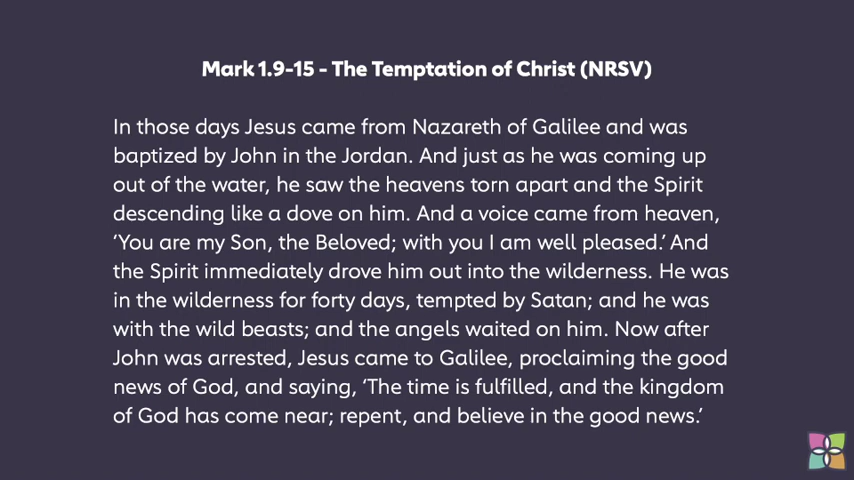 Mark 1.9-15 - The Temptation of Christ (NRSV)
In those days Jesus came from Nazareth of Galilee and was
baptized by John in the Jordan. And just as he was coming up
out of the water, he saw the heavens torn apart and the Spirit
descending like a dove on him. And a voice came from heaven,
‘You are my Son, the Beloved; with you I am well pleased.’ And
the Spirit immediately drove him out into the wilderness. He was
in the wilderness for forty days, tempted by Satan; and he was
with the wild beasts; and the angels waited on him. Now after
John was arrested, Jesus came to Galilee, proclaiming the good
news of God, and saying, ‘The time is fulfilled, and the kingdom
of God has come near; repent, and believe in the good news.’